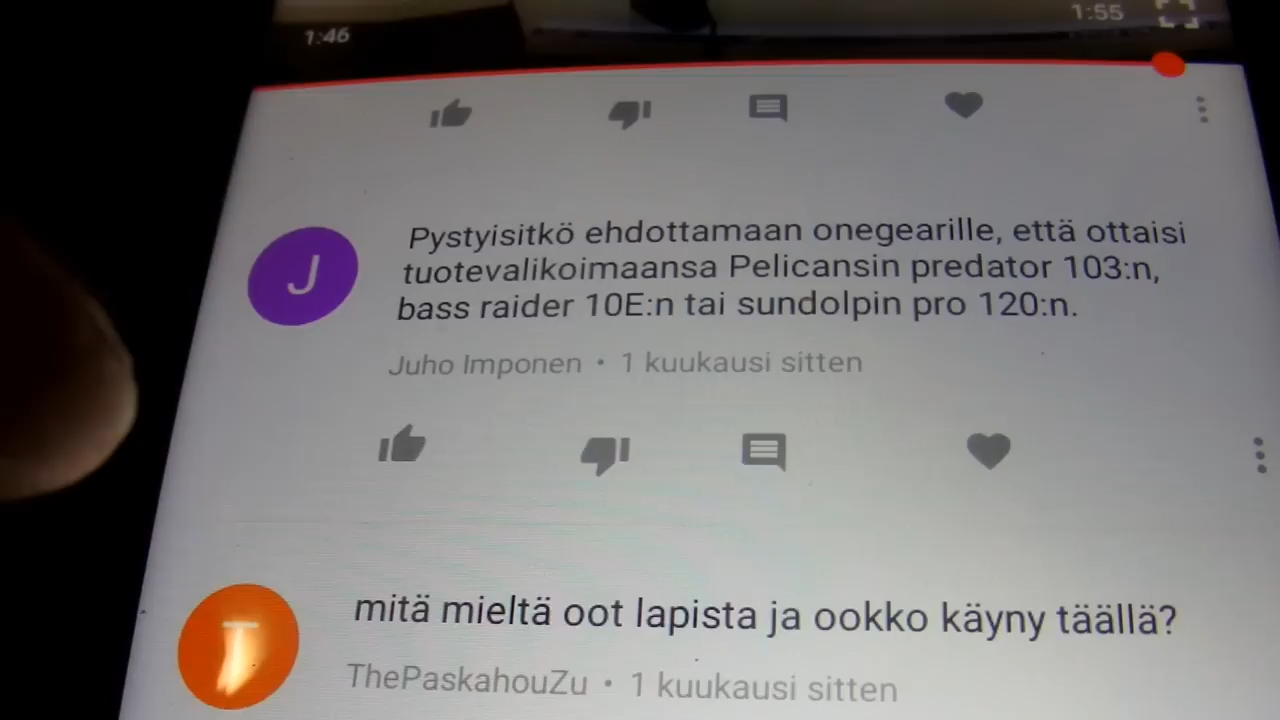 1:46
1:55
J
Pystyisitkö ehdottamaan onegearille, että ottaisi
tuotevalikoimaansa Pelicansin predator 103:n,
bass raider 10E:n tai sundolpin pro 120:n.
Juho Imponen • 1 kuukausi sitten
T
mitä mieltä oot lapista ja ookko käyny täällä?
ThePaskahouZu • 1 kuukausi sitten